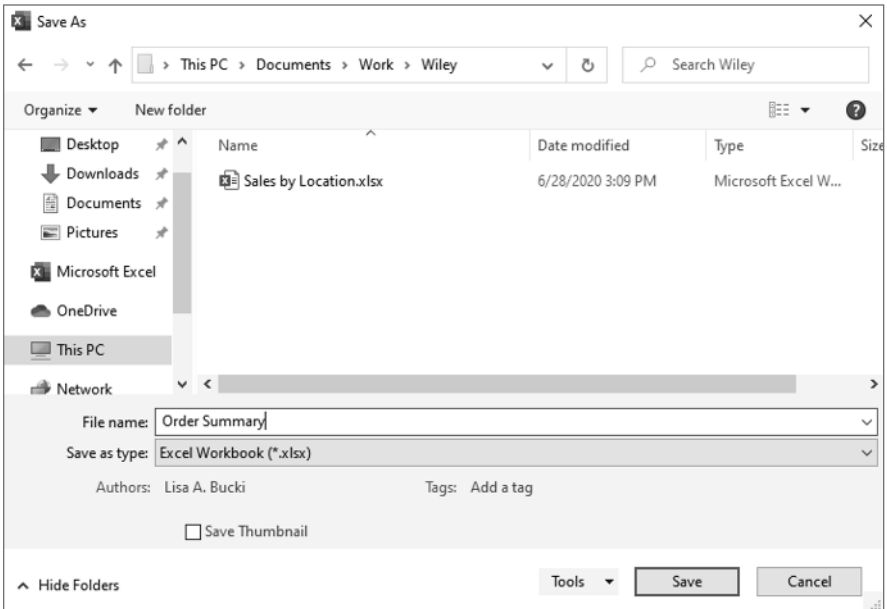 Save As
This PC > Documents > Work > Wiley Search Wiley
Organize New folder
Name Date modified Type Size
Desktop
Sales by Location.xlsx 6/28/2020 3:09 PM Microsoft Excel W...
Downloads
Documents
Pictures
Microsoft Excel
OneDrive
This PC
Network
File name: Order Summary
Save as type: Excel Workbook (*.xlsx)
Authors: Lisa A. Bucki Tags: Add a tag
Save Thumbnail
Hide Folders Tools Save Cancel